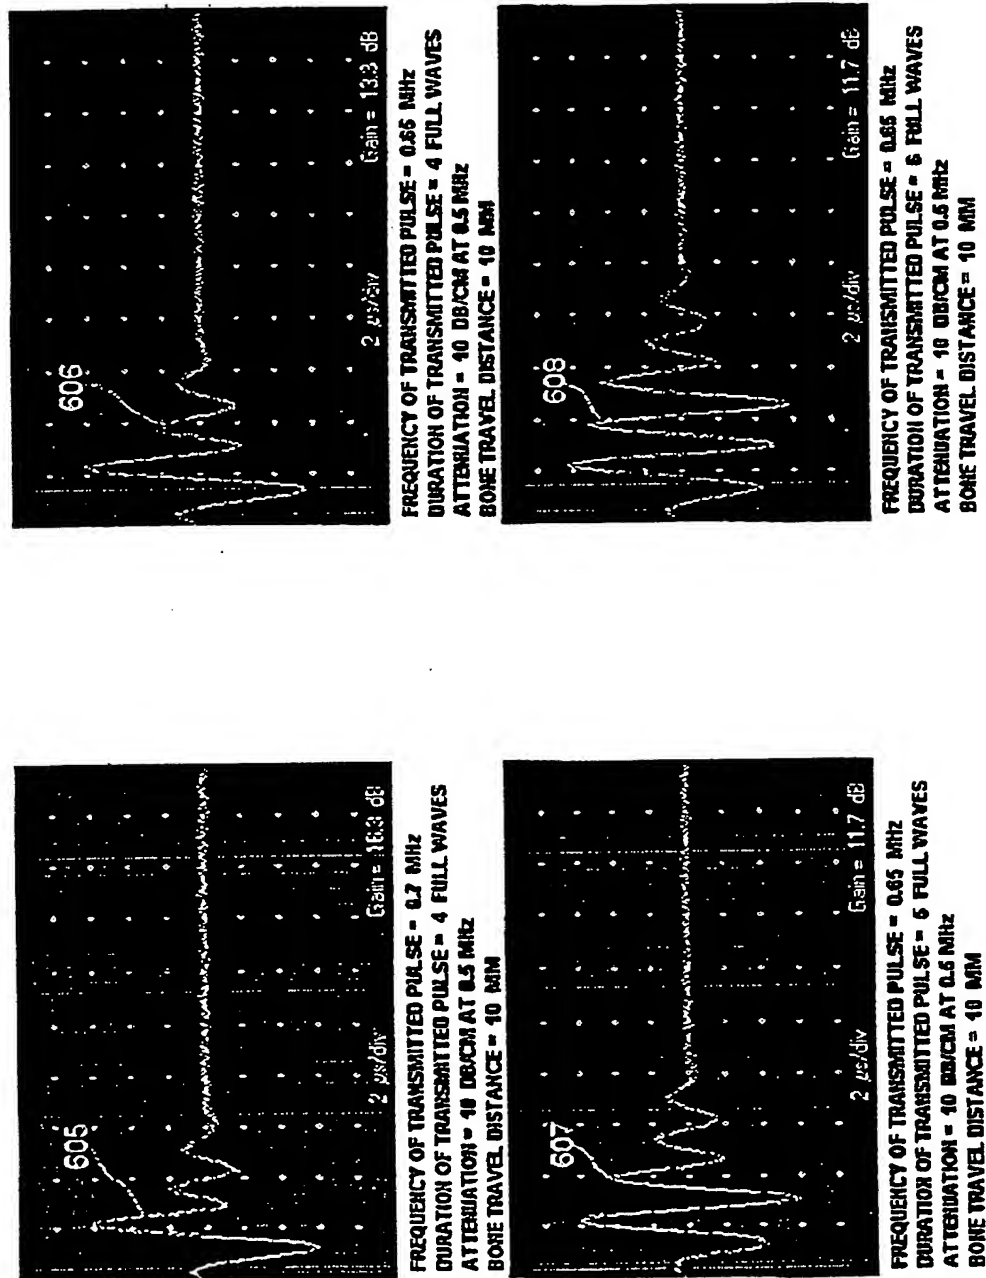 605
2 µs/div
Gain = 16.3 dB
FREQUENCY OF TRANSMITTED PULSE = MHz
DURATION OF TRANSMITTED PULSE = 4 FULL WAVES
ATTENUATION = 10 DB/CM AT 0.5 MHz
BONE TRAVEL DISTANCE = 10 MM
606
2 µs/div
Gain = 13.3 dB
FREQUENCY OF TRANSMITTED PULSE = 0.65 MHz
DURATION OF TRANSMITTED PULSE = 4 FULL WAVES
ATTENUATION = 10 DB/CM AT 0.5 MHz
BONE TRAVEL DISTANCE = 10 MM
607
2 µs/div
Gain = 11.7 dB
FREQUENCY OF TRANSMITTED PULSE = 0.65 MHz
DURATION OF TRANSMITTED PULSE = 5 FULL WAVES
ATTENUATION = 10 DB/CM AT 0.5 MHz
BONE TRAVEL DISTANCE = 10 MM
608
2 µs/div
Gain = 11.7 dB
FREQUENCY OF TRANSMITTED PULSE = 0.65 MHz
DURATION OF TRANSMITTED PULSE = 6 FULL WAVES
ATTENUATION = 10 DB/CM AT 0.5 MHz
BONE TRAVEL DISTANCE = 10 MM